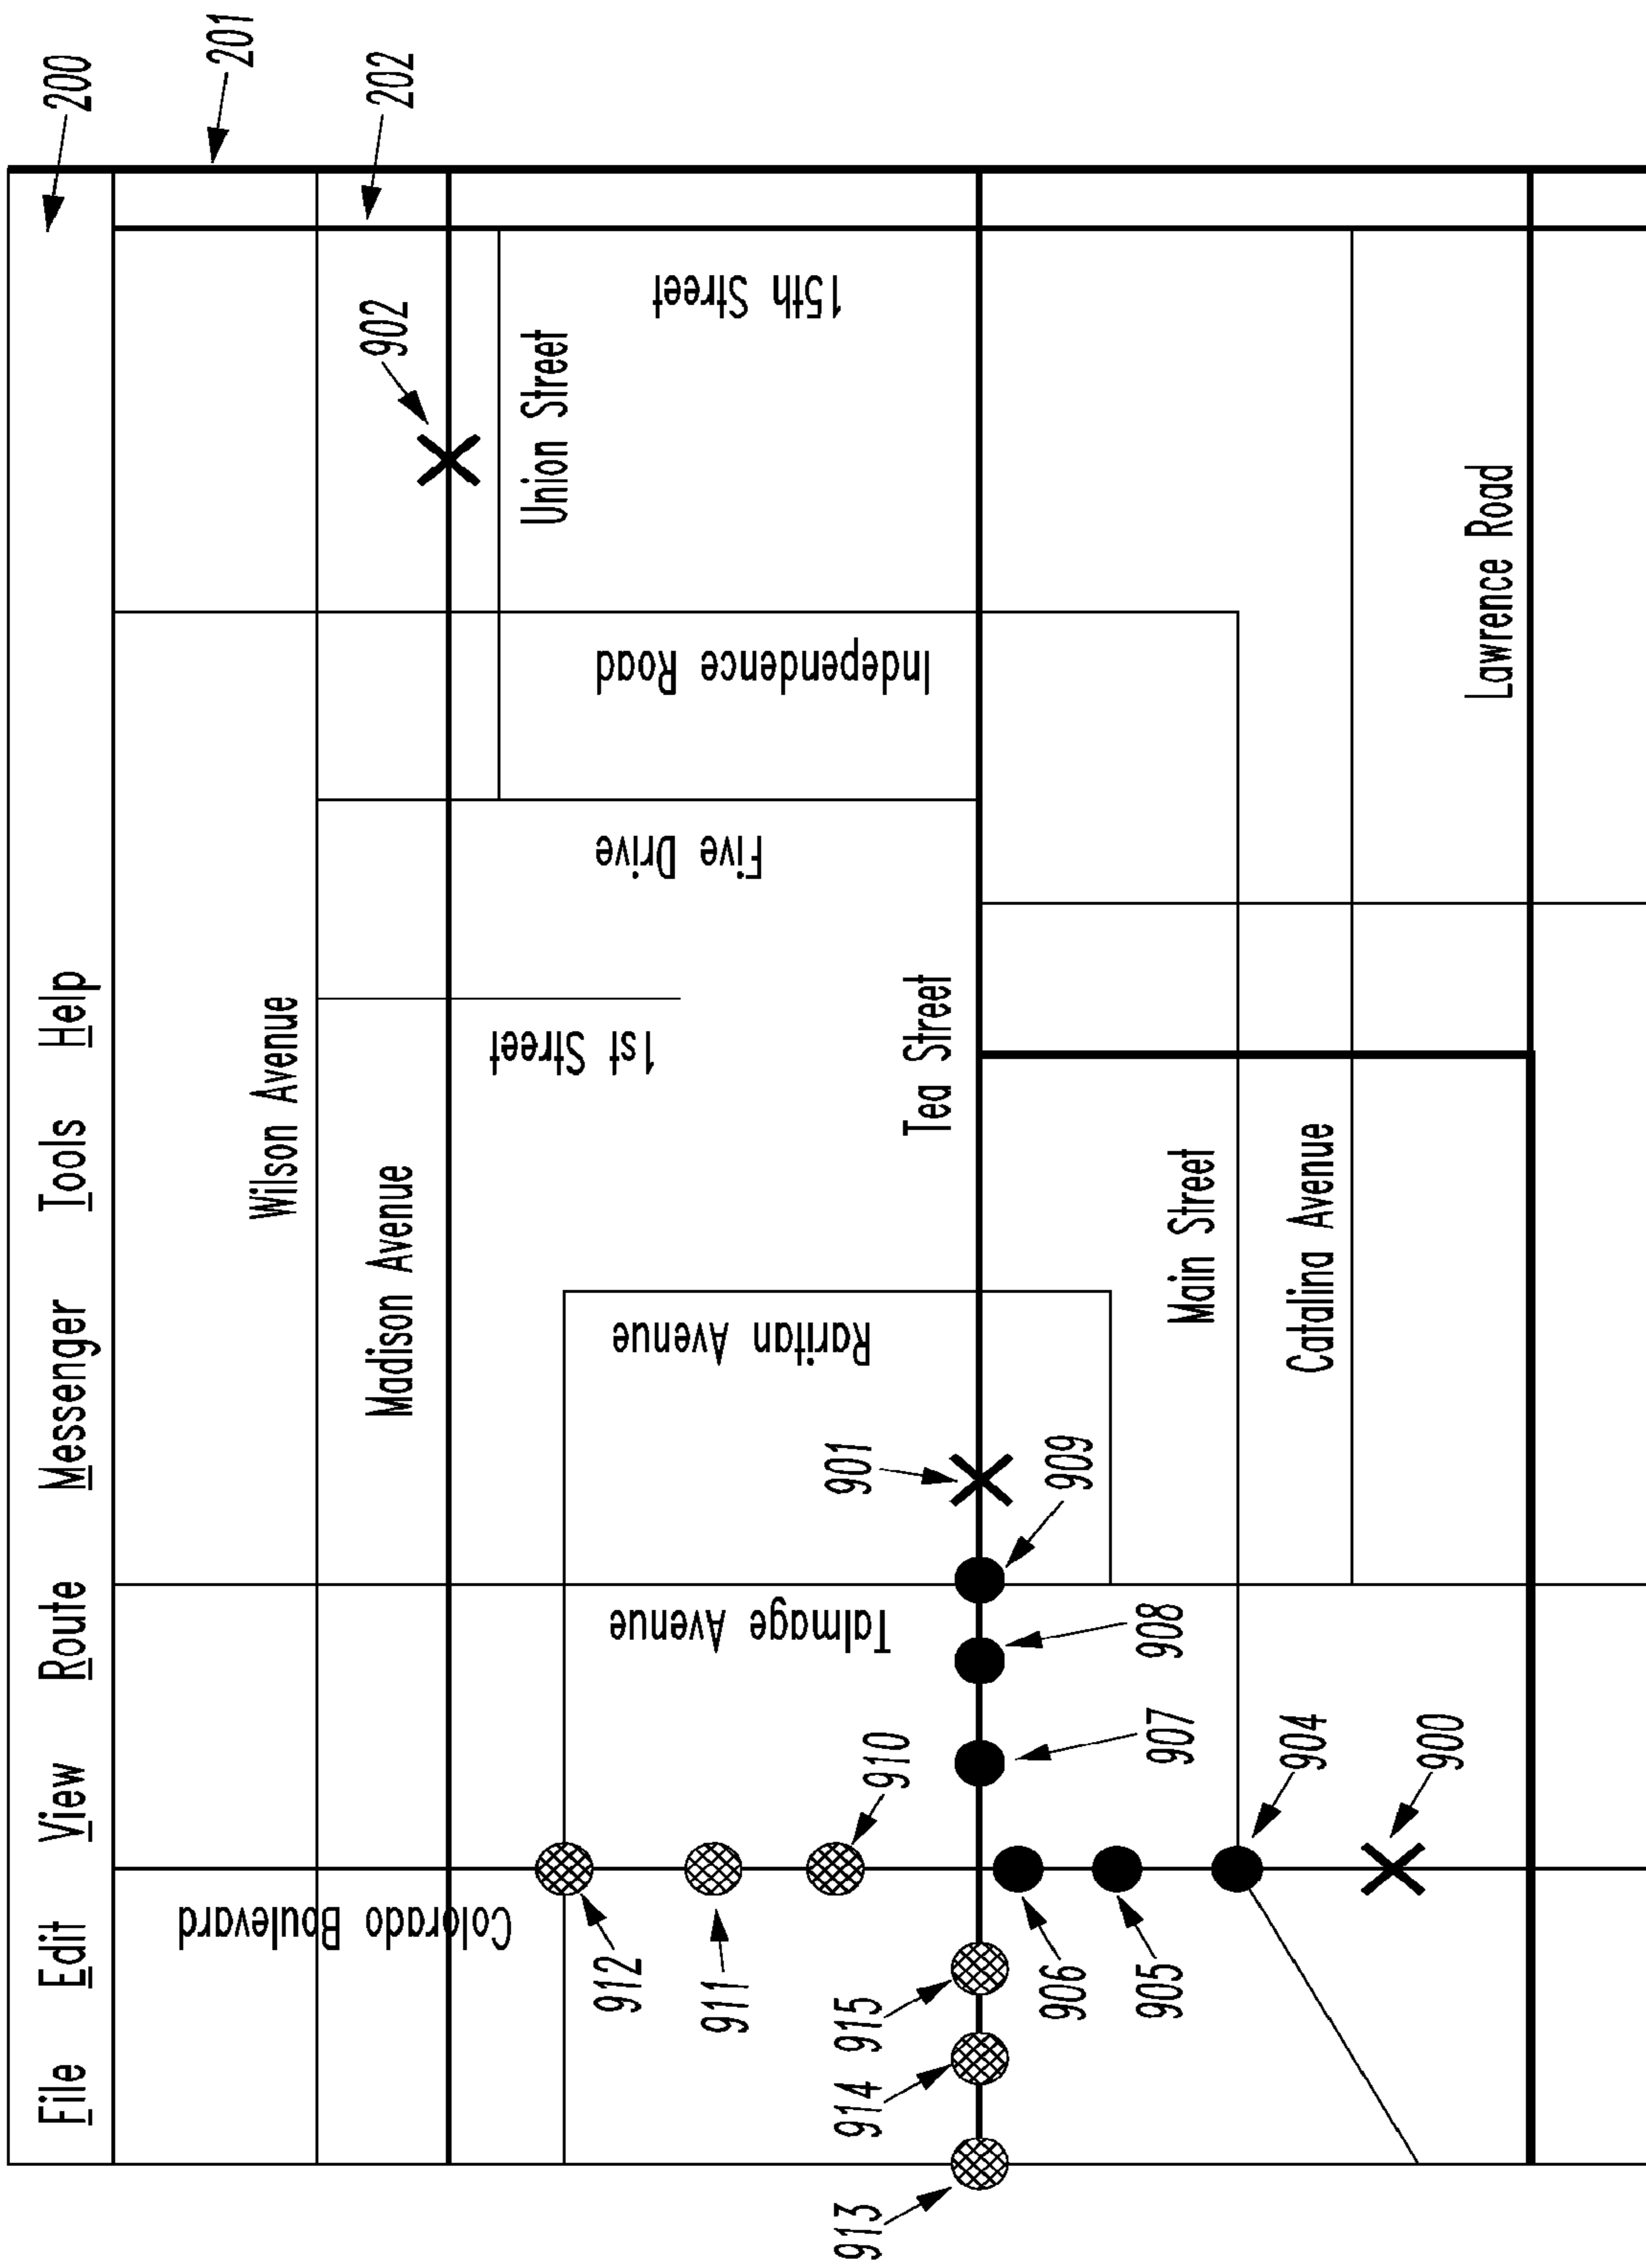 File Edit View Route Messenger Tools Help
200
201
202
Wilson Avenue
Madison Avenue
902
Union Street
15th Street
Colorado Boulevard
1st Street
Five Drive
Independence Road
912
911
910
Talmage Avenue
Raritan Avenue
901
Tea Street
913
914
915
906
905
907
908
909
Main Street
904
Catalina Avenue
900
Lawrence Road